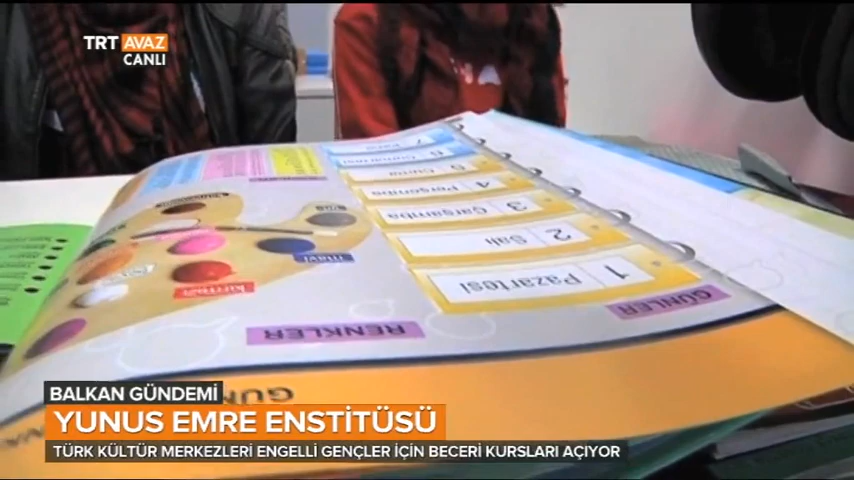 TRT AVAZ
CANLI
7 Pazar
6 Cumartesi
5 Cuma
4 Perşembe
3 Çarşamba
2 Salı
1 Pazartesi
GÜNLER
mavi
kırmızı
RENKLER
BALKAN GÜNDEMİ
YUNUS EMRE ENSTİTÜSÜ
TÜRK KÜLTÜR MERKEZLERİ ENGELLİ GENÇLER İÇİN BECERİ KURSLARI AÇIYOR